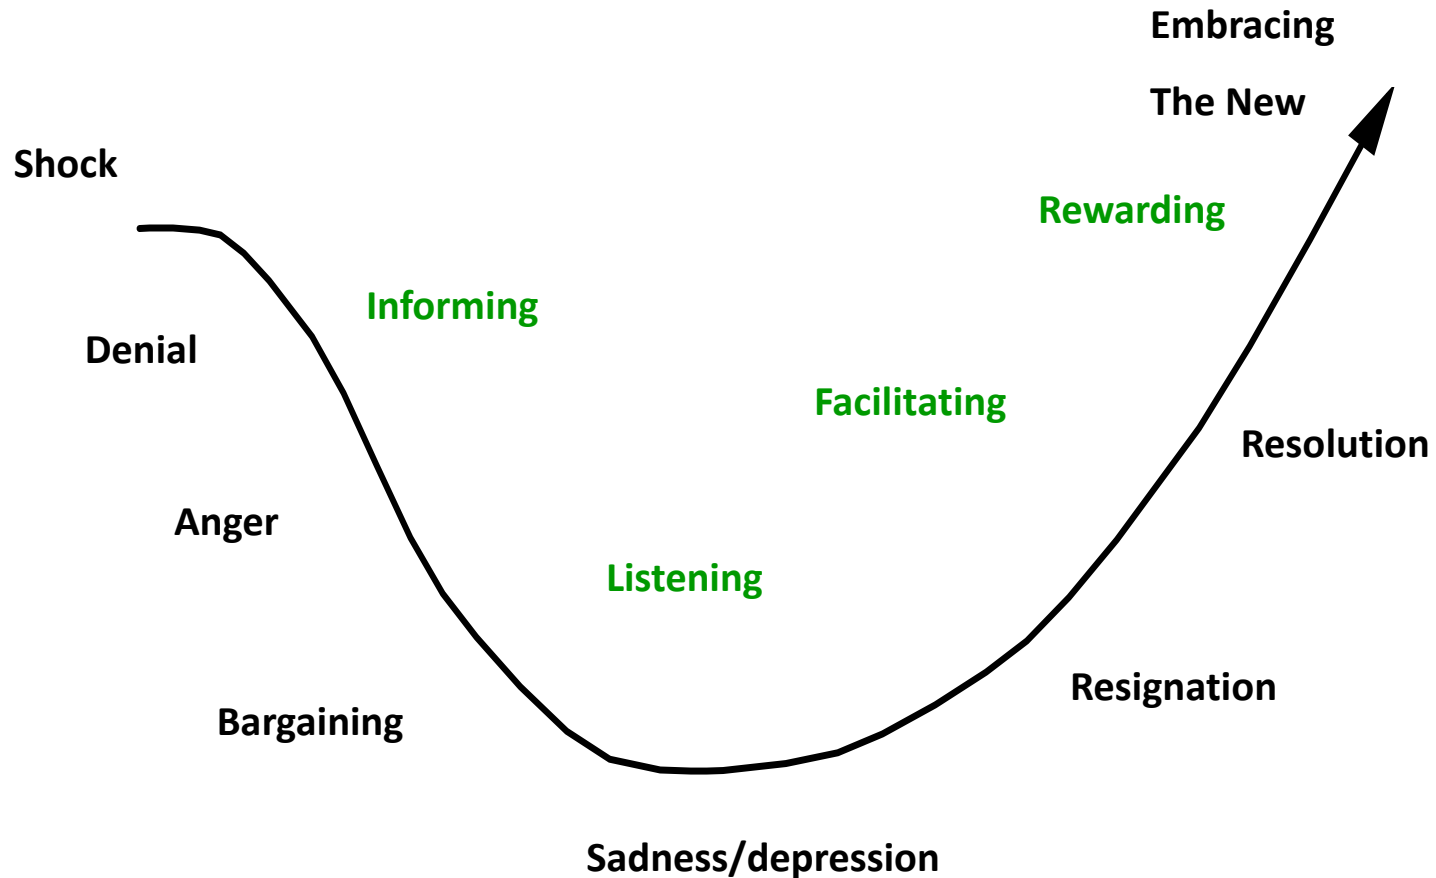 Embracing
The New
Shock
Rewarding
Informing
Denial
Facilitating
Resolution
Anger
Listening
Resignation
Bargaining
Sadness/depression